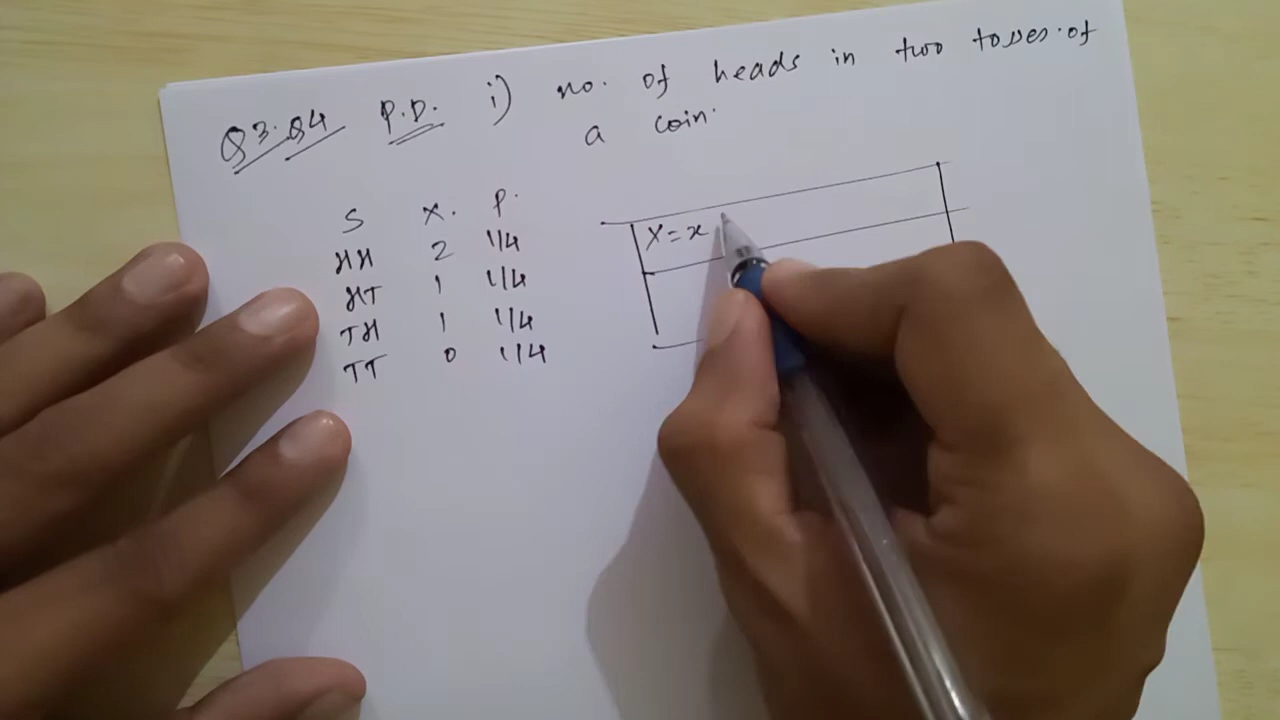 Q3. Q4 P.D. i) no. of heads in two tosses of
a coin.
S X. P.
HH 2 1/4
HT 1 1/4
TH 1 1/4
TT 0 1/4
X = x